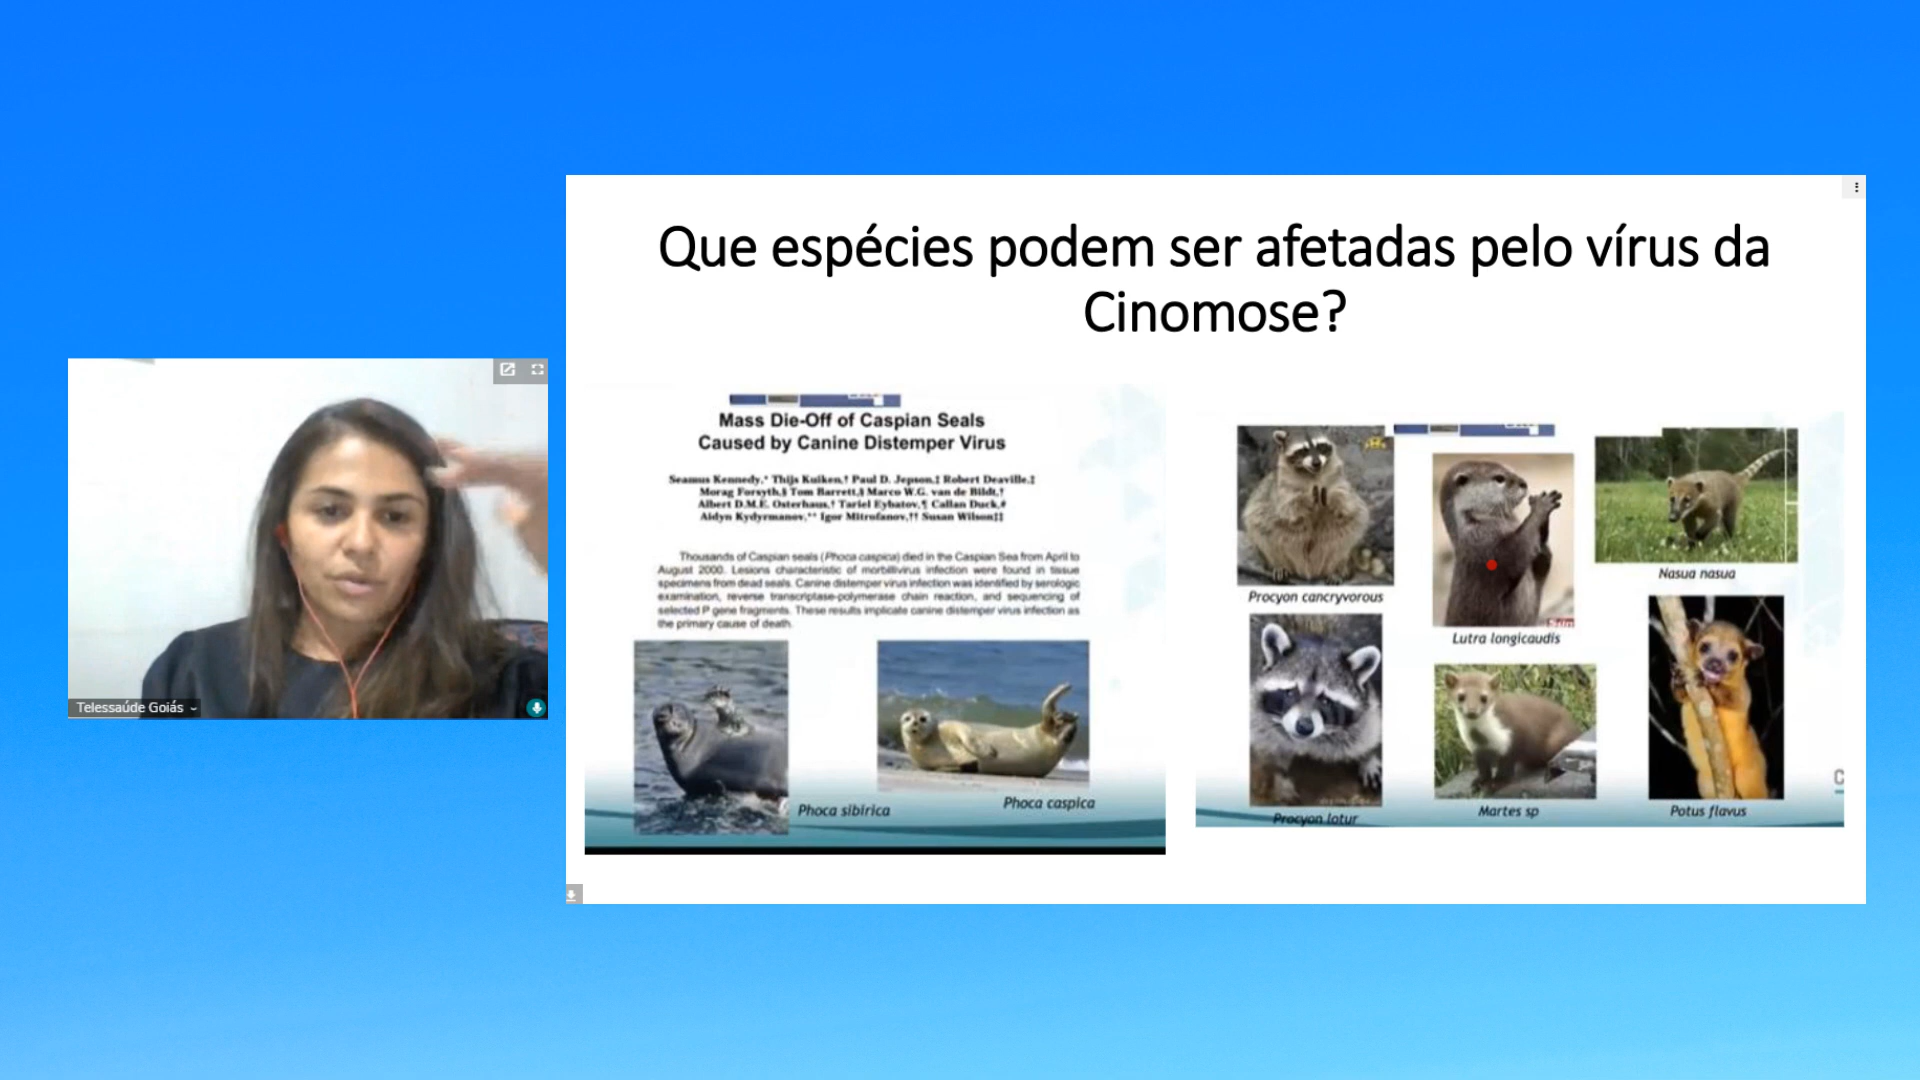 Que espécies podem ser afetadas pelo vírus da
Cinomose?
Mass Die-Off of Caspian Seals
Caused by Canine Distemper Virus
Seamus Kennedy,* Thijs Kuiken,† Paul D. Jepson,‡ Robert Deaville,‡
Morag Forsyth,§ Tom Barrett,§ Marco W.G. van de Bildt,†
Albert D.M.E. Osterhaus,† Tariel Eybatov,¶ Callan Duck,#
Aidyn Kydyrmanov,** Igor Mitrofanov,†† Susan Wilson‡‡
Thousands of Caspian seals (Phoca caspica) died in the Caspian Sea from April to
August 2000. Lesions characteristic of morbillivirus infection were found in tissue
specimens from dead seals. Canine distemper virus infection was identified by serologic
examination, reverse transcriptase-polymerase chain reaction, and sequencing of
selected P gene fragments. These results implicate canine distemper virus infection as
the primary cause of death.
Phoca sibirica
Phoca caspica
Procyon cancryvorous
Lutra longicaudis
Nasua nasua
Procyon lotur
Martes sp
Potus flavus
Telessaúde Goiás